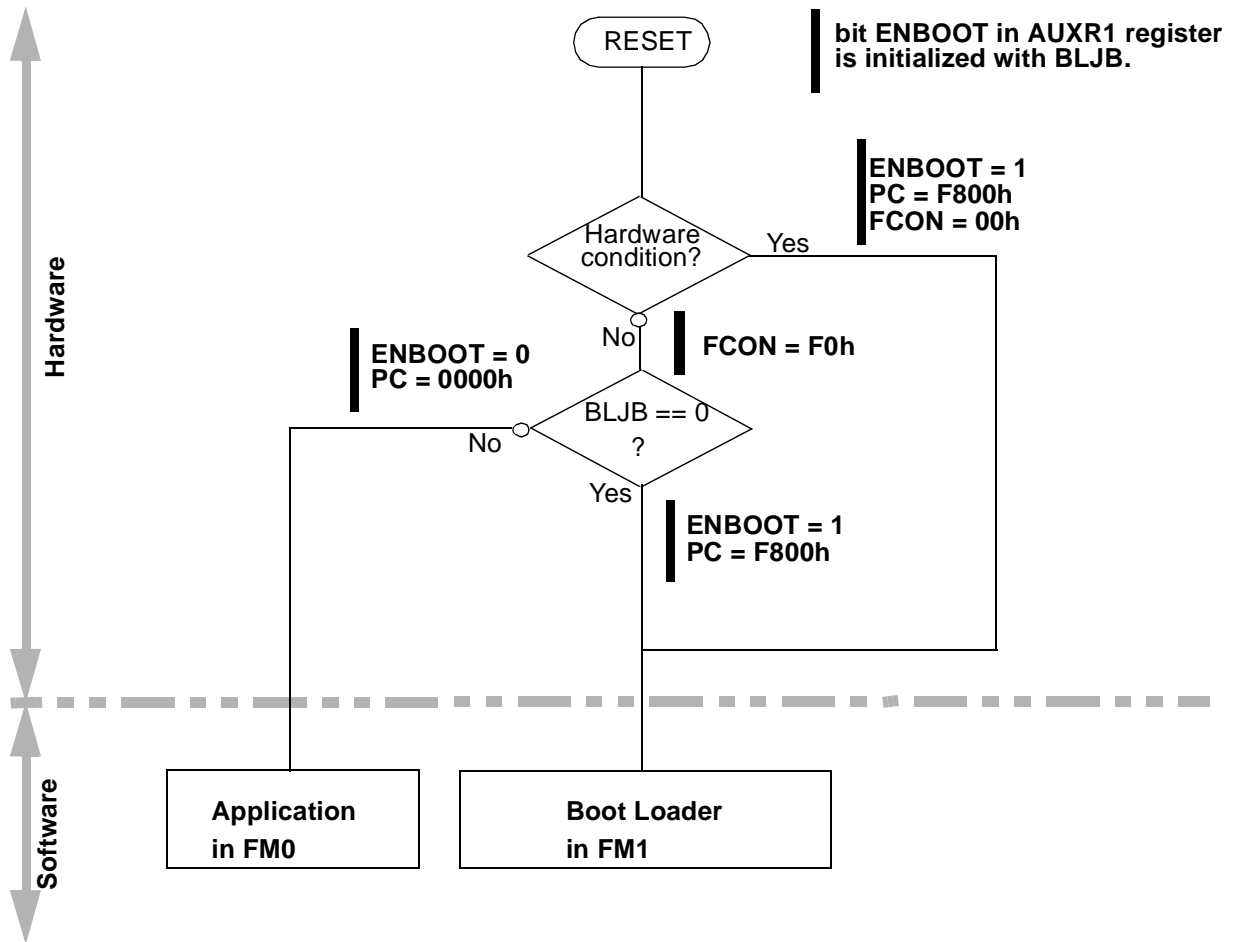 RESET
bit ENBOOT in AUXR1 register
is initialized with BLJB.
ENBOOT = 1
PC = F800h
FCON = 00h
Hardware
condition?
Yes
No
FCON = F0h
Hardware
ENBOOT = 0
PC = 0000h
BLJB == 0
?
No
Yes
ENBOOT = 1
PC = F800h
Software
Application
in FM0
Boot Loader
in FM1